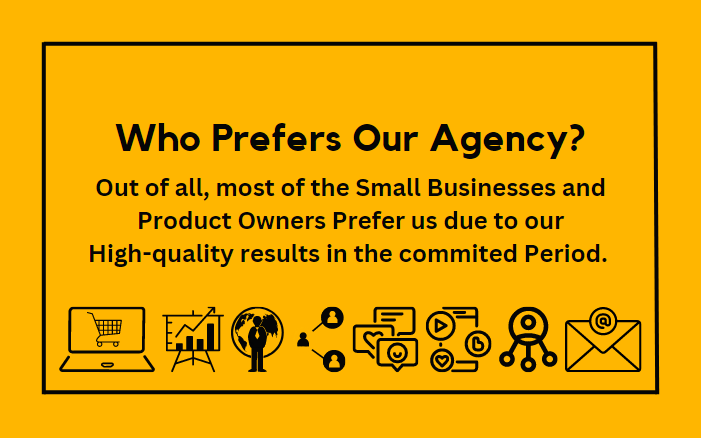 Who Prefers Our Agency?
Out of all, most of the Small Businesses and
Product Owners Prefer us due to our
High-quality results in the commited Period.
@